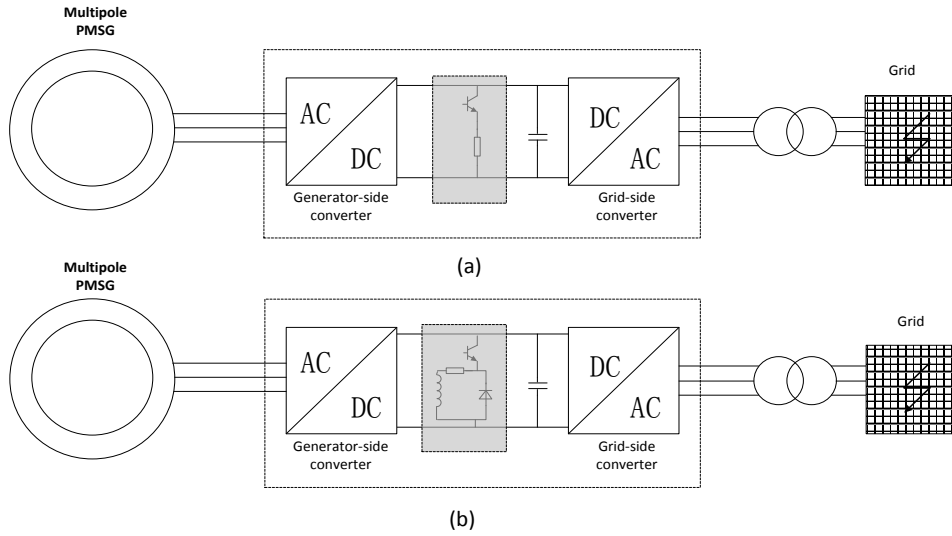 Multipole
PMSG
Grid
AC
DC
DC
AC
Generator-side
converter
Grid-side
converter
(a)
Multipole
PMSG
Grid
AC
DC
DC
AC
Generator-side
converter
Grid-side
converter
(b)